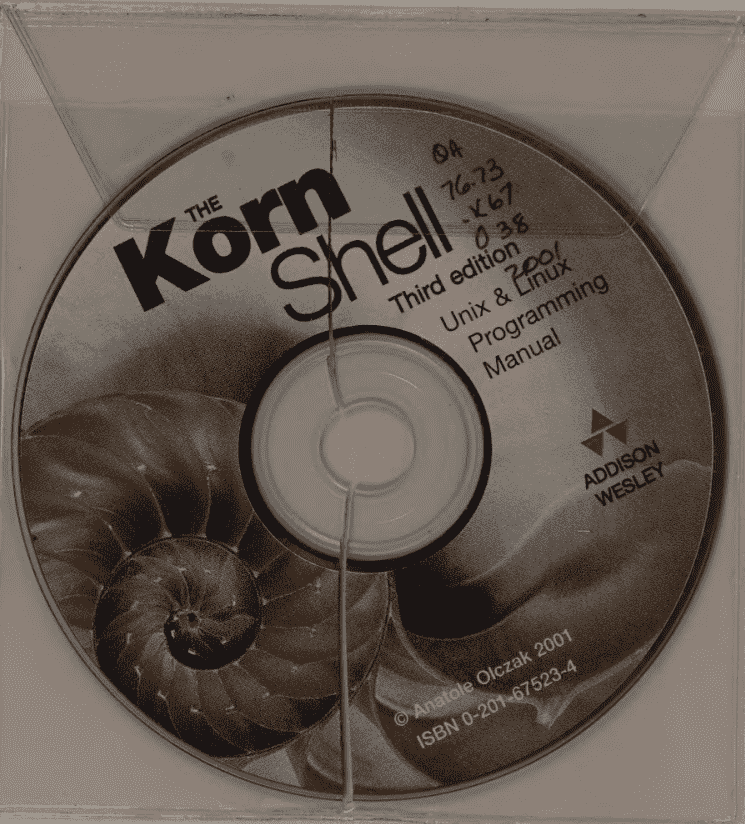 THE
Korn
Shell
Third edition
Unix & Linux
Programming
Manual
QA
76.73
.K67
O38
2001
ADDISON
WESLEY
© Anatole Olczak 2001
ISBN 0-201-67523-4